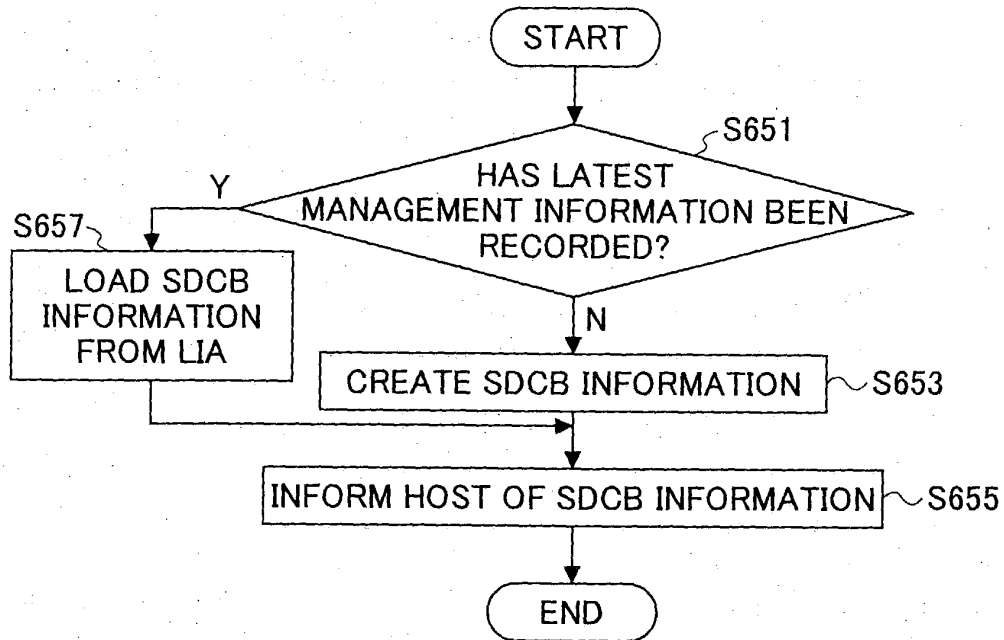 START
S651
HAS LATEST
MANAGEMENT INFORMATION BEEN
RECORDED?
Y
S657
LOAD SDCB
INFORMATION
FROM LIA
N
CREATE SDCB INFORMATION
S653
INFORM HOST OF SDCB INFORMATION
S655
END